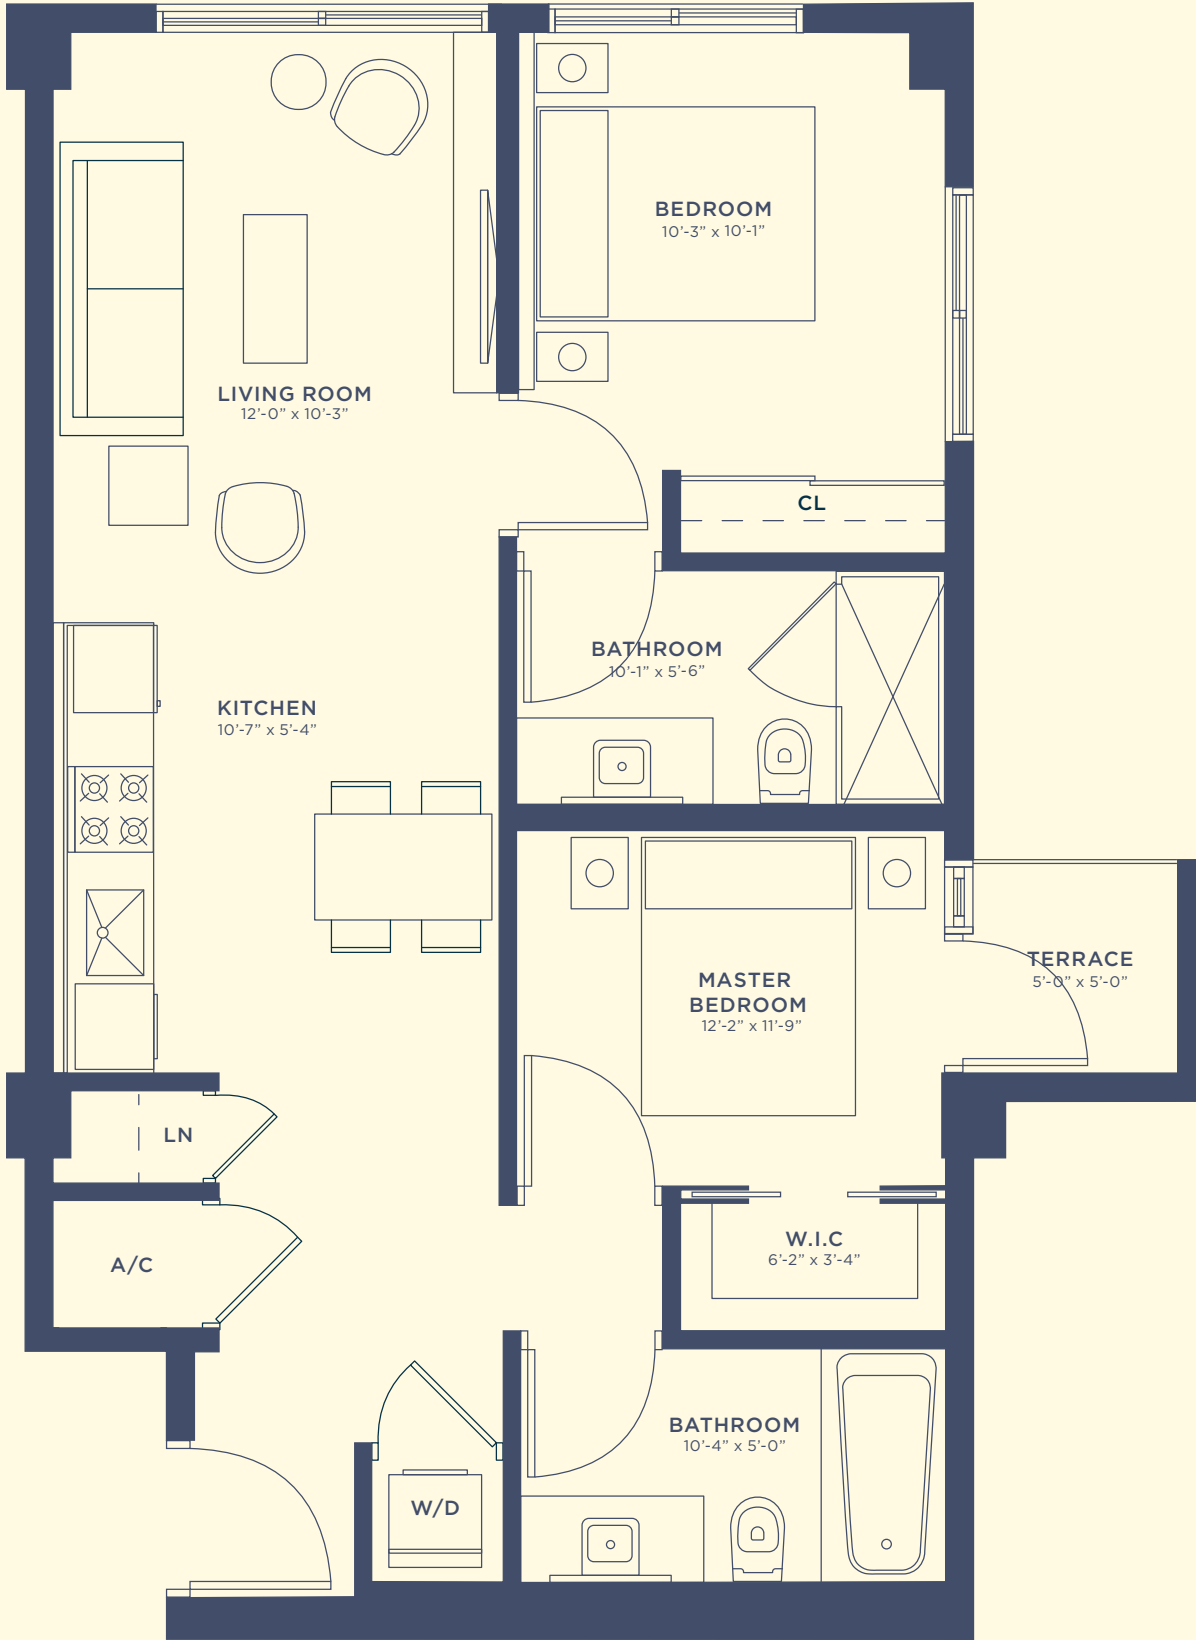 BEDROOM
10'-3” x 10'-1”
LIVING ROOM
12'-0” x 10'-3”
CL
BATHROOM
10'-1” x 5'-6”
KITCHEN
10'-7” x 5'-4”
TERRACE
5'-0” x 5'-0”
MASTER
BEDROOM
12'-2” x 11'-9”
LN
W.I.C
6'-2” x 3'-4”
A/C
BATHROOM
10'-4” x 5'-0”
W/D